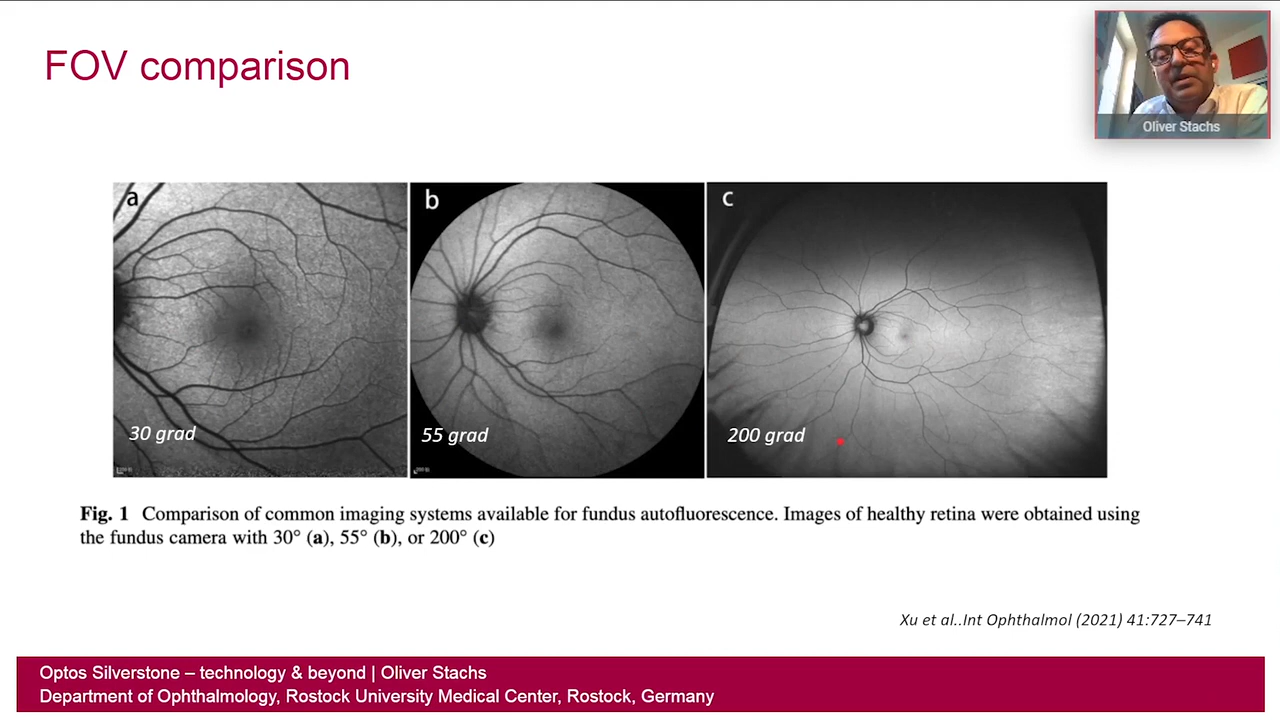 FOV comparison
Oliver Stachs
a
b
c
30 grad
55 grad
200 grad
Fig. 1 Comparison of common imaging systems available for fundus autofluorescence. Images of healthy retina were obtained using
the fundus camera with 30° (a), 55° (b), or 200° (c)
Xu et al..Int Ophthalmol (2021) 41:727–741
Optos Silverstone – technology & beyond | Oliver Stachs
Department of Ophthalmology, Rostock University Medical Center, Rostock, Germany